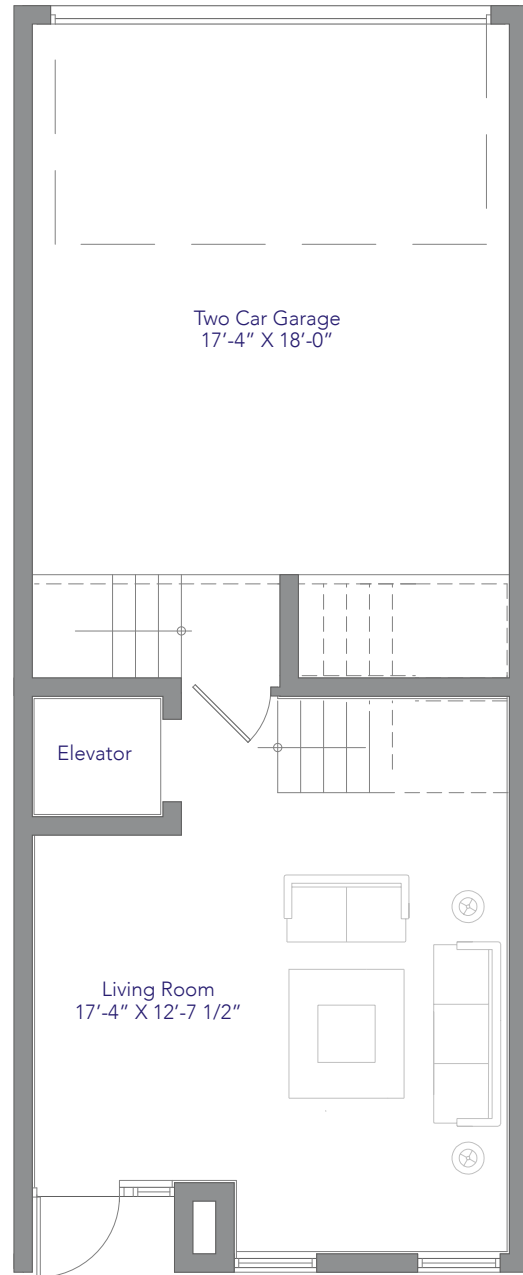 Two Car Garage
17’-4” X 18’-0”
Elevator
Living Room
17’-4” X 12’-7 1/2”